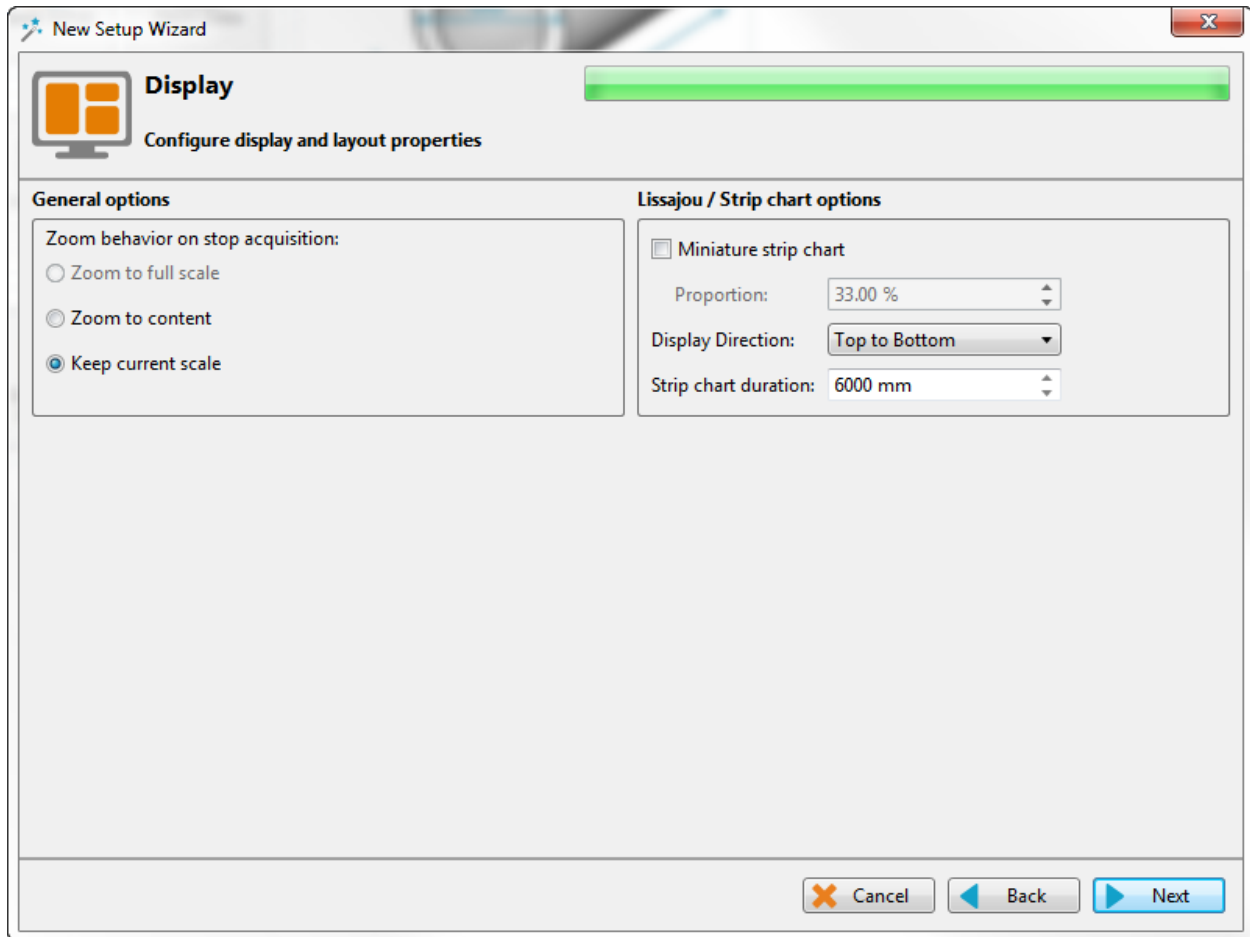 New Setup Wizard
Display
Configure display and layout properties
General options
Zoom behavior on stop acquisition:
Zoom to full scale
Zoom to content
Keep current scale
Lissajou / Strip chart options
Miniature strip chart
Proportion: 33.00 %
Display Direction: Top to Bottom
Strip chart duration: 6000 mm
Cancel Back Next